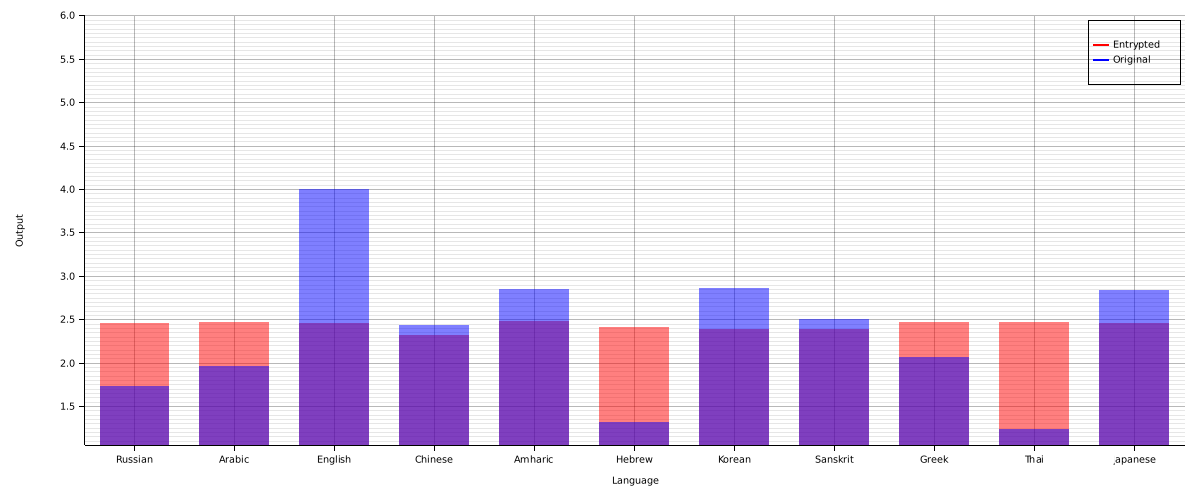 6.0
5.5
5.0
4.5
4.0
3.5
3.0
2.5
2.0
1.5
Output
Entrypted
Original
Russian Arabic English Chinese Amharic Hebrew Korean Sanskrit Greek Thai Japanese
Language